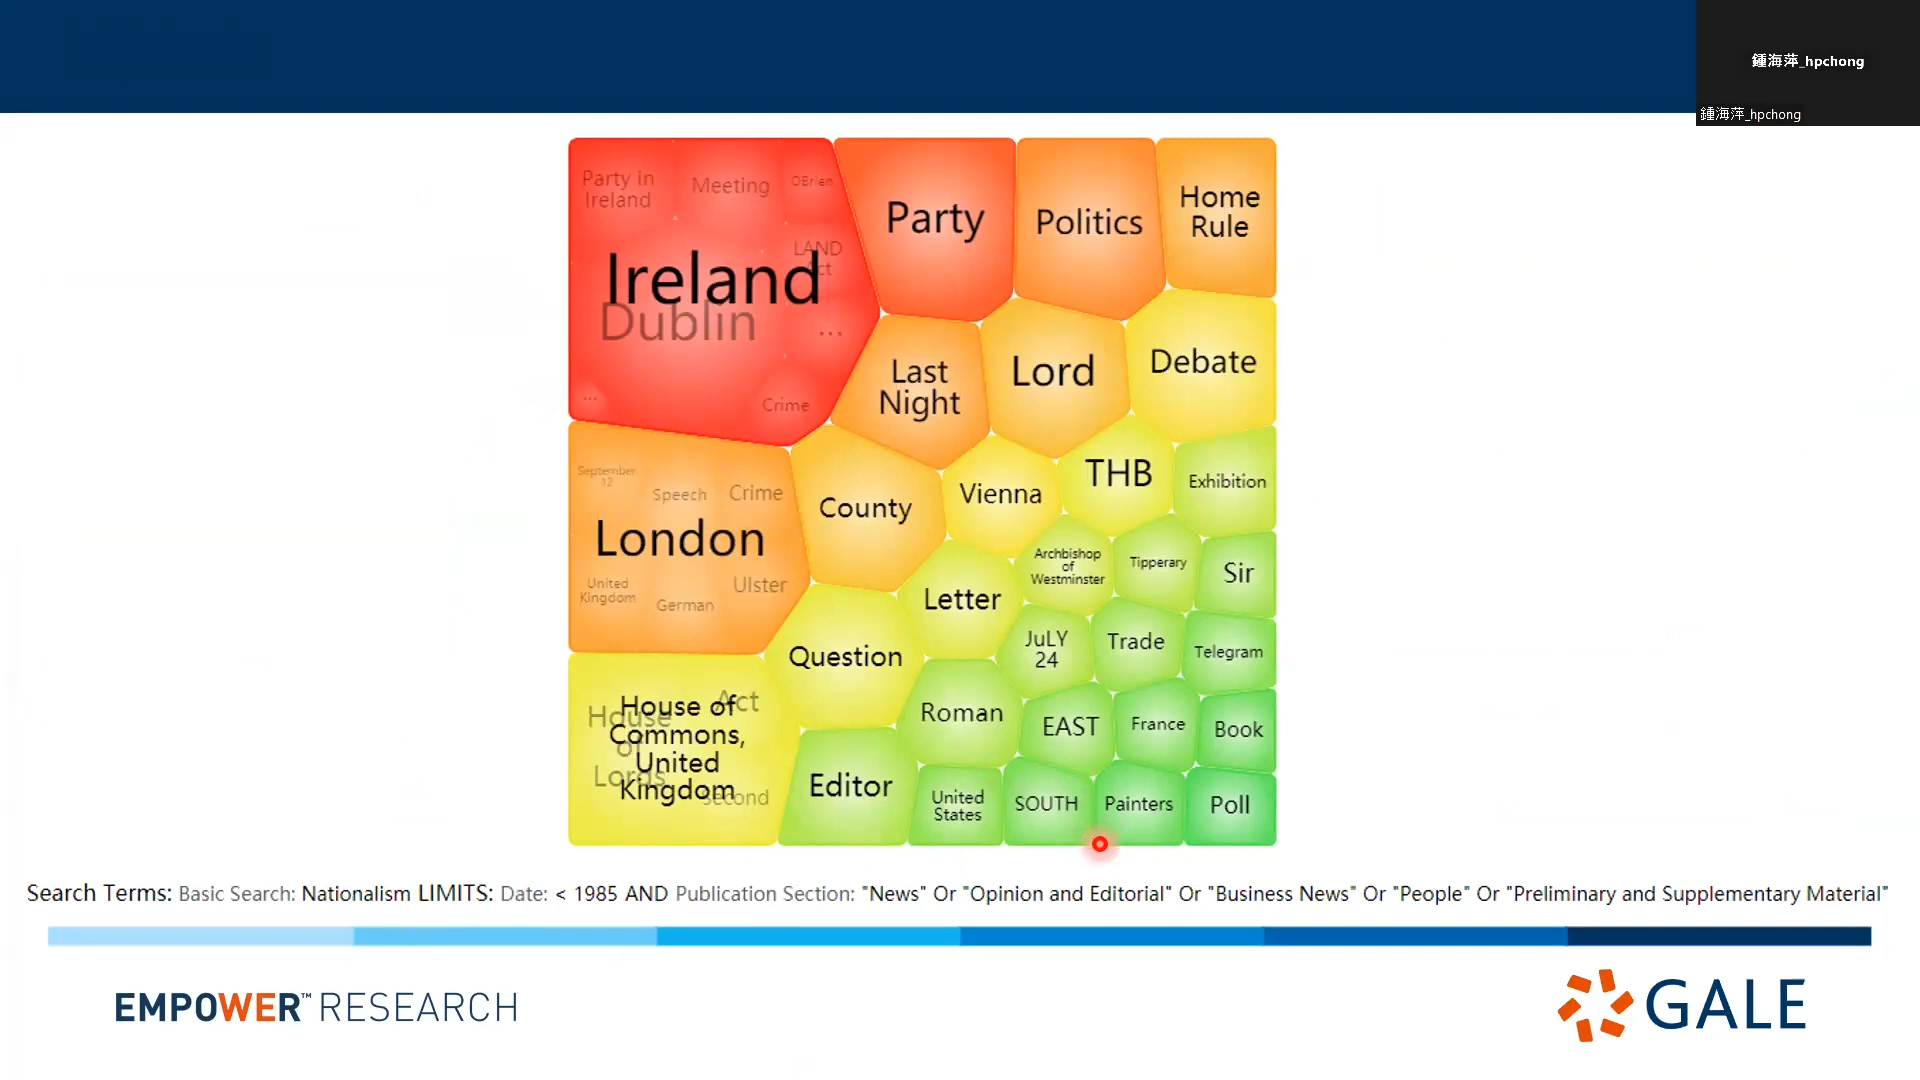 鍾海萍_hpchong
鍾海萍_hpchong
Party in
Ireland
Meeting
OBrien
LAND
Act
Ireland
Dublin
...
...
Crime
Party
Politics
Home
Rule
Last
Night
Lord
Debate
September
12
Speech
Crime
London
United
Kingdom
German
Ulster
County
Vienna
THB
Exhibition
Archbishop
of
Westminster
Tipperary
Sir
Letter
Question
JuLY
24
Trade
Telegram
House of
Commons,
United
Kingdom
Act
House
of
Lords
second
Roman
EAST
France
Book
Editor
United
States
SOUTH
Painters
Poll
Search Terms: Basic Search: Nationalism LIMITS: Date: < 1985 AND Publication Section: "News" Or "Opinion and Editorial" Or "Business News" Or "People" Or "Preliminary and Supplementary Material"
EMPOWER™ RESEARCH
GALE